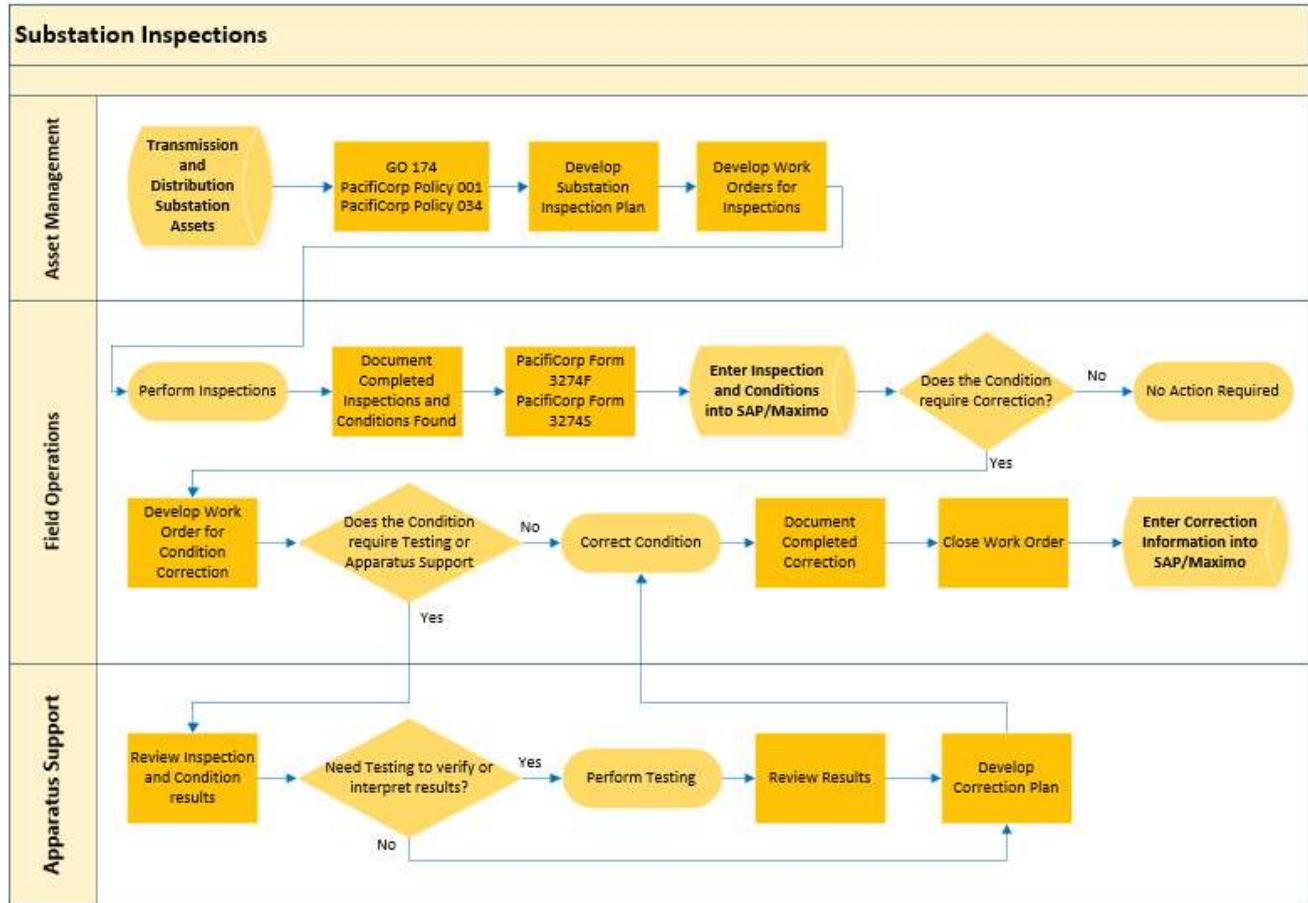 Substation Inspections
Asset Management
Transmission
and
Distribution
Substation
Assets
GO 174
PacifiCorp Policy 001
PacifiCorp Policy 034
Develop
Substation
Inspection Plan
Develop Work
Orders for
Inspections
Field Operations
Perform Inspections
Document
Completed
Inspections and
Conditions Found
PacifiCorp Form
3274F
PacifiCorp Form
3274S
Enter Inspection
and Conditions
into SAP/Maximo
Does the Condition
require Correction?
No
No Action Required
Yes
Develop Work
Order for
Condition
Correction
Does the Condition
require Testing or
Apparatus Support
No
Correct Condition
Document
Completed
Correction
Close Work Order
Enter Correction
Information into
SAP/Maximo
Yes
Apparatus Support
Review Inspection
and Condition
results
Need Testing to verify or
interpret results?
Yes
Perform Testing
Review Results
Develop
Correction Plan
No